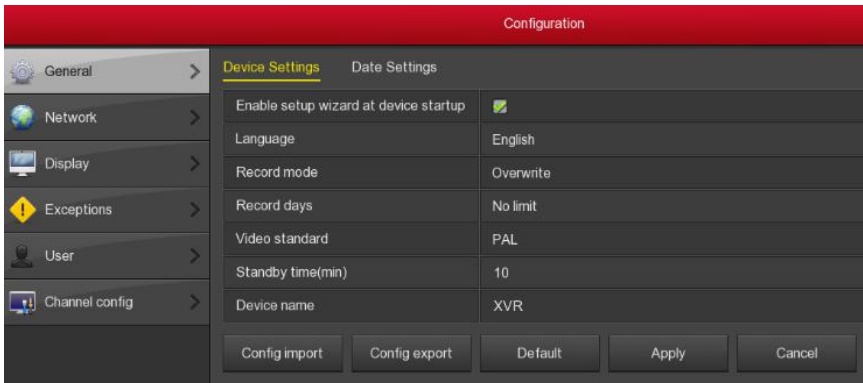 Configuration
General
Network
Display
Exceptions
User
Channel config
Device Settings Date Settings
Enable setup wizard at device startup
Language English
Record mode Overwrite
Record days No limit
Video standard PAL
Standby time(min) 10
Device name XVR
Config import Config export Default Apply Cancel